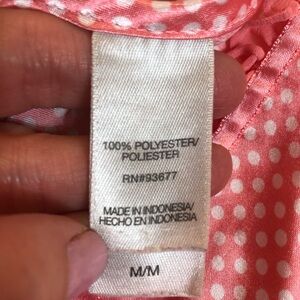 100% POLYESTER/
POLIESTER
RN#93677
MADE IN INDONESIA/
HECHO EN INDONESIA
M/M